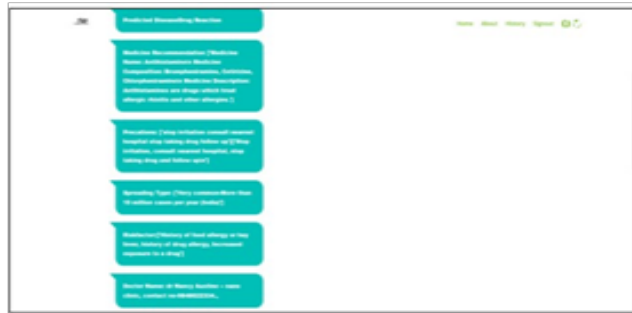 Home About History Signout
Predicted Disease:Drug Reaction
Medicine Recommendation ['Medicine
Name: Antihistamines Medicine
Composition: Brompheniramine, Cetirizine,
Chlorpheniramine Medicine Description:
Antihistamines are drugs which treat
allergic rhinitis and other allergies.']
Precautions: ['stop irritation consult nearest
hospital stop taking drug follow up']['Stop
irritation, consult nearest hospital, stop
taking drug and follow ups']
Spreading Type: ['Very common:More than
10 million cases per year (India)']
Riskfactor:['History of food allergy or hay
fever, history of drug allergy, Increased
exposure to a drug']
Doctor Name:
clinic, contact